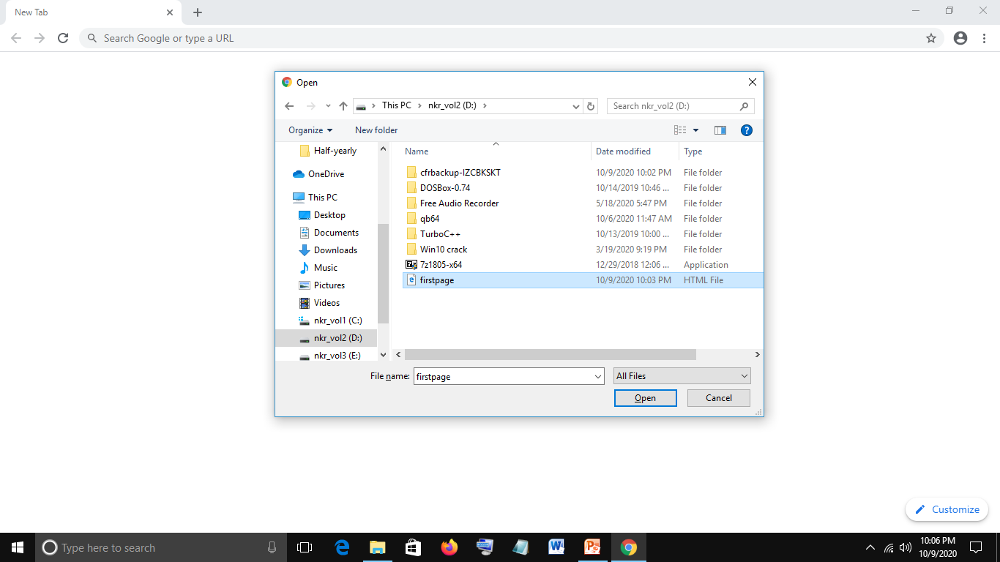 New Tab
Search Google or type a URL
Open
This PC nkr_vol2 (D:)
Search nkr_vol2 (D:)
Organize New folder
Half-yearly
OneDrive
This PC
Desktop
Documents
Downloads
Music
Pictures
Videos
nkr_vol1 (C:)
nkr_vol2 (D:)
nkr_vol3 (E:)
Name Date modified Type
cfrbackup-IZCBKSKT 10/9/2020 10:02 PM File folder
DOSBox-0.74 10/14/2019 10:46 ... File folder
Free Audio Recorder 5/18/2020 5:47 PM File folder
qb64 10/6/2020 11:47 AM File folder
TurboC++ 10/13/2019 10:00 ... File folder
Win10 crack 3/19/2020 9:19 PM File folder
7z1805-x64 12/29/2018 12:06 ... Application
firstpage 10/9/2020 10:03 PM HTML File
File name: firstpage All Files
Open Cancel
Customize
Type here to search
10:06 PM
10/9/2020